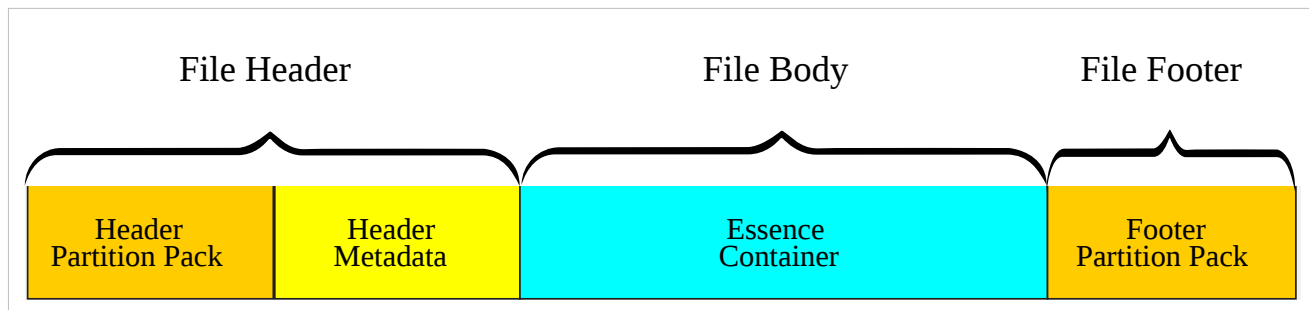 File Header
File Body
File Footer
Header
Partition Pack
Header
Metadata
Essence
Container
Footer
Partition Pack